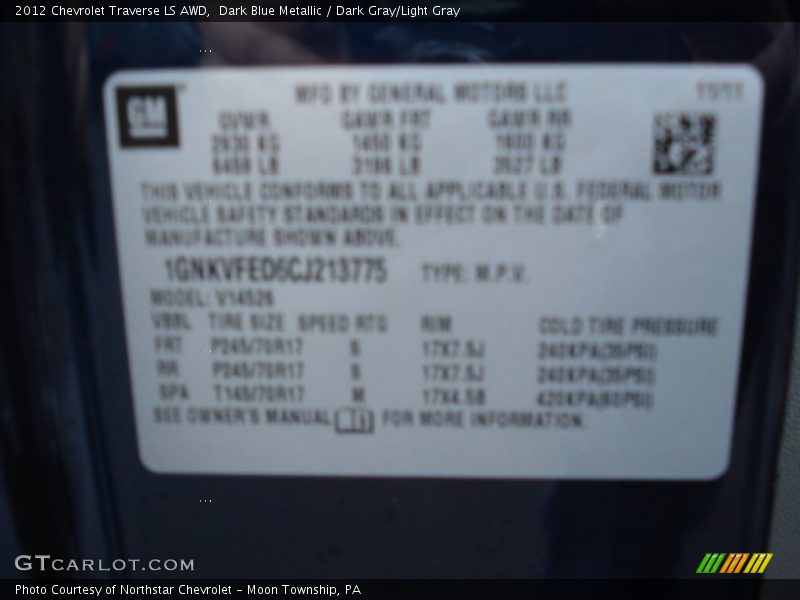 2012 Chevrolet Traverse LS AWD,  Dark Blue Metallic / Dark Gray/Light Gray
GM
MFD BY GENERAL MOTORS LLC 11/11
GVWR GAWR FRT GAWR RR
2930 KG 1450 KG 1600 KG
6459 LB 3196 LB 3527 LB
THIS VEHICLE CONFORMS TO ALL APPLICABLE U.S. FEDERAL MOTOR
VEHICLE SAFETY STANDARDS IN EFFECT ON THE DATE OF
MANUFACTURE SHOWN ABOVE.
1GNKVFED6CJ213775 TYPE: M.P.V.
MODEL: V14526
TIRE SIZE SPEED RTG RIM COLD TIRE PRESSURE
FRT P245/70R17 S 17X7.5J 240KPA(35PSI)
RR P245/70R17 S 17X7.5J 240KPA(35PSI)
SPA T145/70R17 M 17X4.5B 420KPA(60PSI)
SEE OWNER'S MANUAL FOR MORE INFORMATION.
GTCARLOT.COM
Photo Courtesy of Northstar Chevrolet - Moon Township, PA